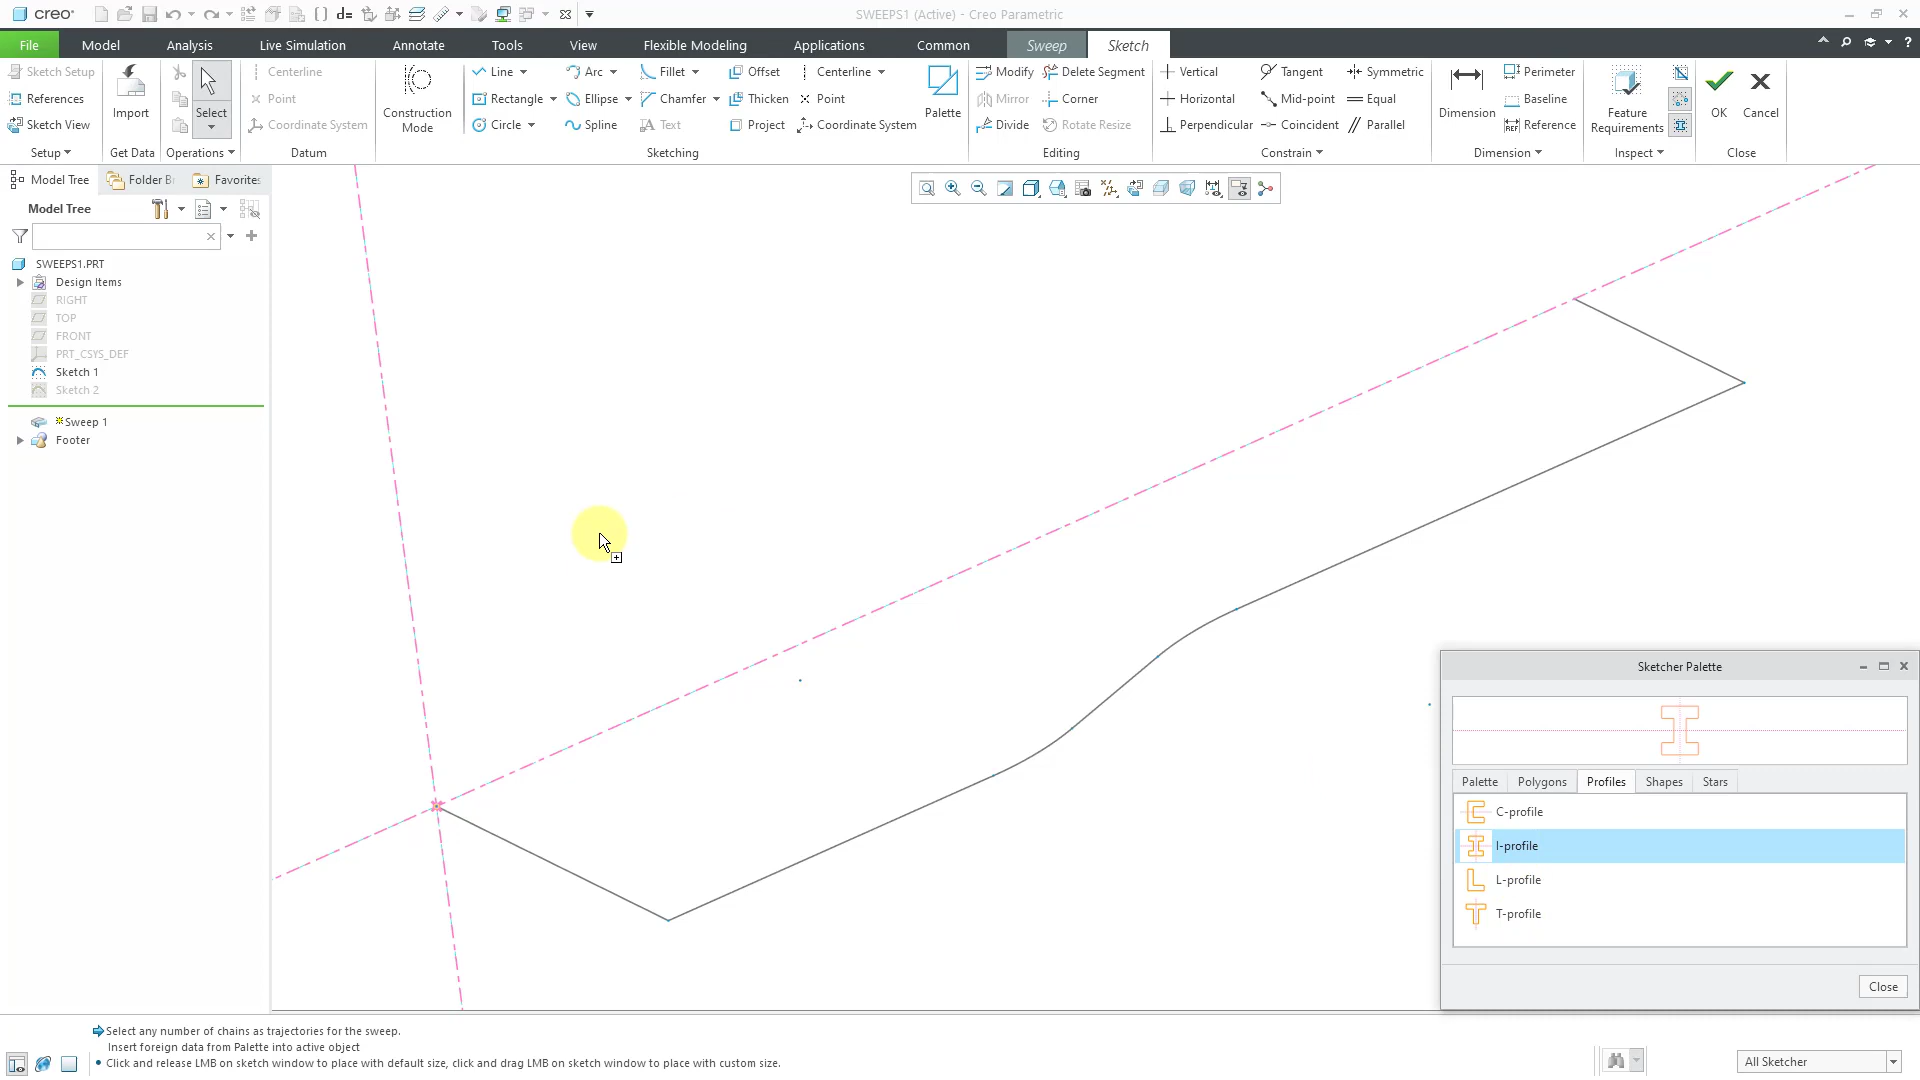 creo d= SWEEPS1 (Active) - Creo Parametric
File Model Analysis Live Simulation Annotate Tools View Flexible Modeling Applications Common Sweep Sketch
Sketch Setup Centerline Line Arc Fillet Offset Centerline Modify Delete Segment Vertical Tangent Symmetric Perimeter
References Point Rectangle Ellipse Chamfer Thicken Point Mirror Corner Horizontal Mid-point Equal Baseline
Sketch View Coordinate System Circle Spline Text Project Coordinate System Divide Rotate Resize Perpendicular Coincident Parallel Reference
Import Select Construction Mode Palette Dimension Feature Requirements OK Cancel
Setup Get Data Operations Datum Sketching Editing Constrain Dimension Inspect Close
Model Tree Folder Br Favorites
Model Tree
SWEEPS1.PRT
Design Items
RIGHT
TOP
FRONT
PRT_CSYS_DEF
Sketch 1
Sketch 2
Sweep 1
Footer
Sketcher Palette
Palette Polygons Profiles Shapes Stars
C-profile
I-profile
L-profile
T-profile
Close
Select any number of chains as trajectories for the sweep.
Insert foreign data from Palette into active object
• Click and release LMB on sketch window to place with default size, click and drag LMB on sketch window to place with custom size.
All Sketcher